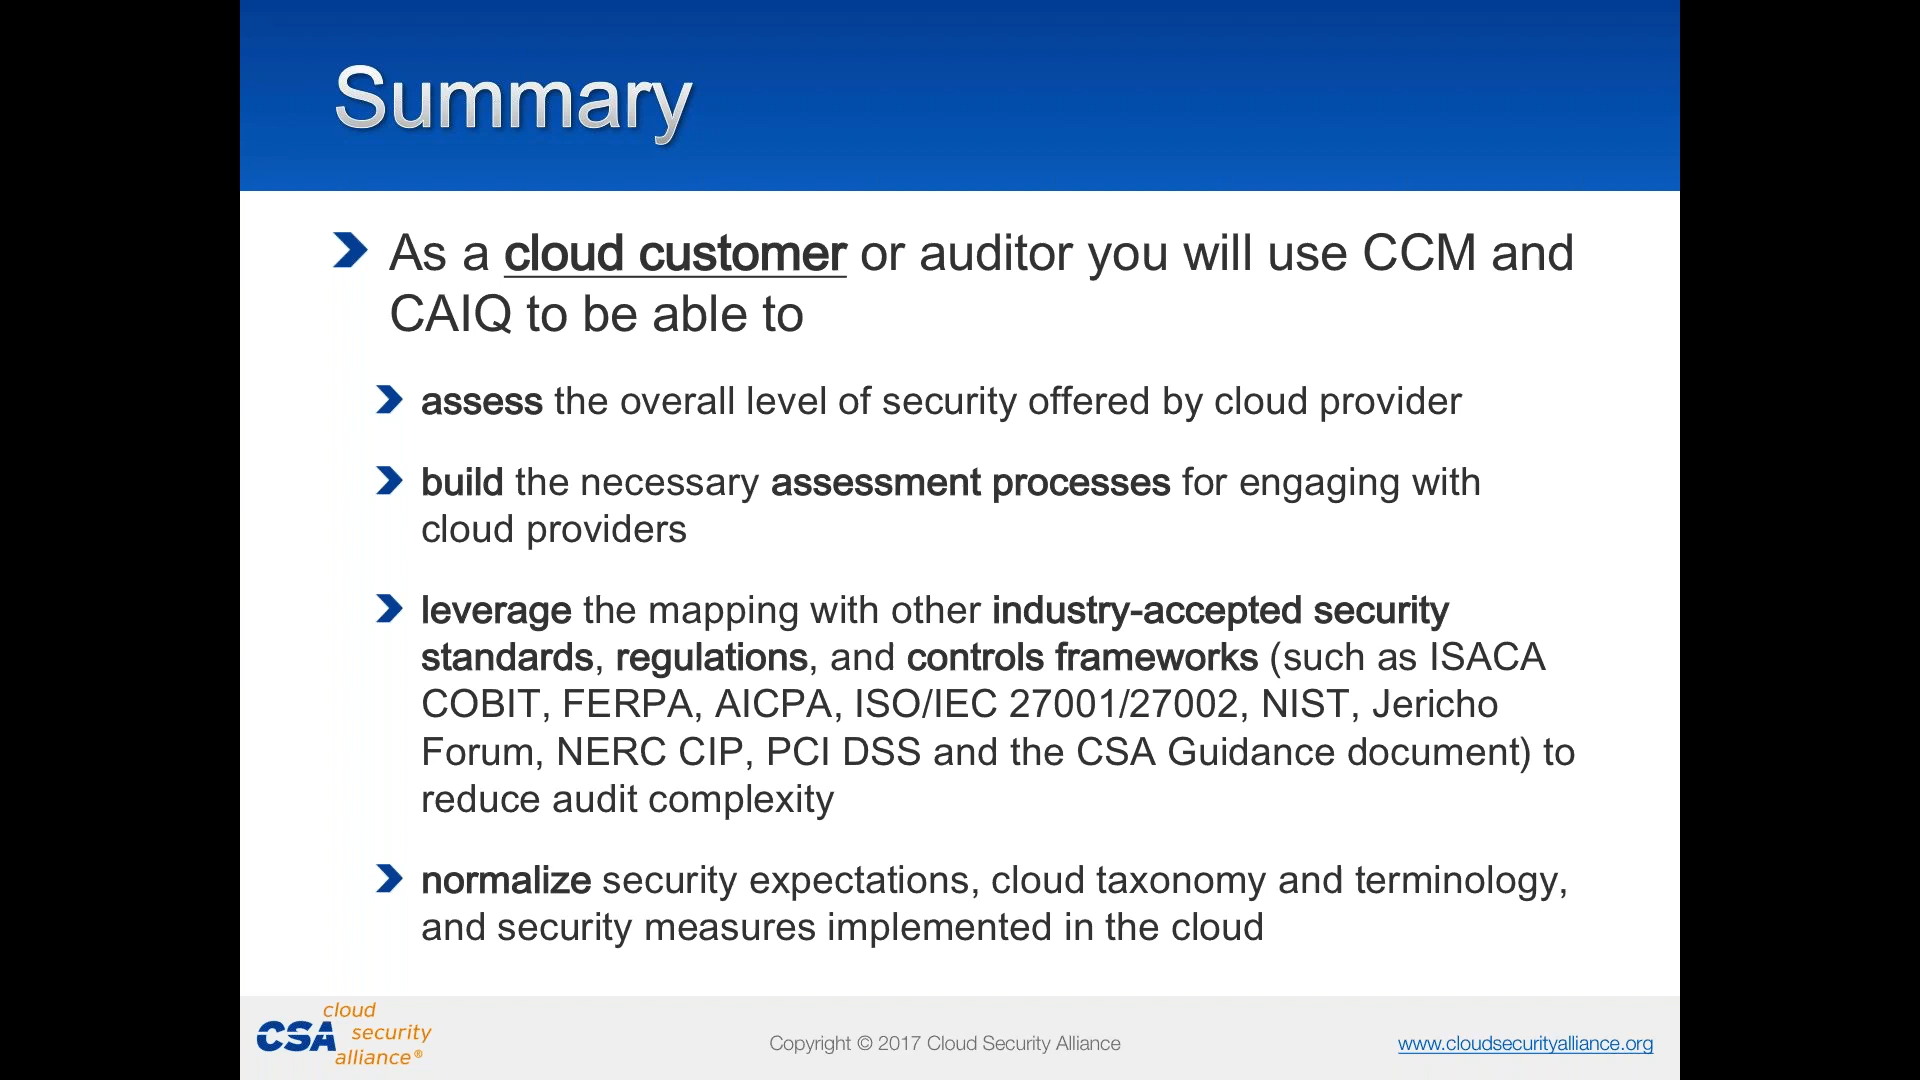 Summary
As a cloud customer or auditor you will use CCM and
CAIQ to be able to
assess the overall level of security offered by cloud provider
build the necessary assessment processes for engaging with
cloud providers
leverage the mapping with other industry-accepted security
standards, regulations, and controls frameworks (such as ISACA
COBIT, FERPA, AICPA, ISO/IEC 27001/27002, NIST, Jericho
Forum, NERC CIP, PCI DSS and the CSA Guidance document) to
reduce audit complexity
normalize security expectations, cloud taxonomy and terminology,
and security measures implemented in the cloud
cloud
CSA security
alliance®
Copyright © 2017 Cloud Security Alliance
www.cloudsecurityalliance.org